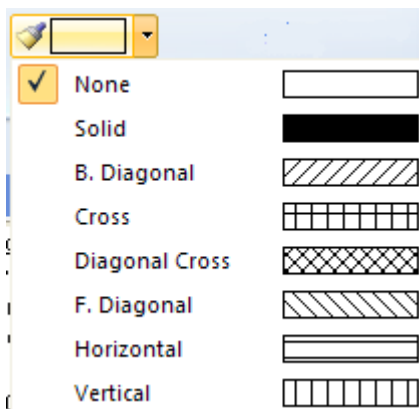 None
Solid
B. Diagonal
Cross
Diagonal Cross
F. Diagonal
Horizontal
Vertical